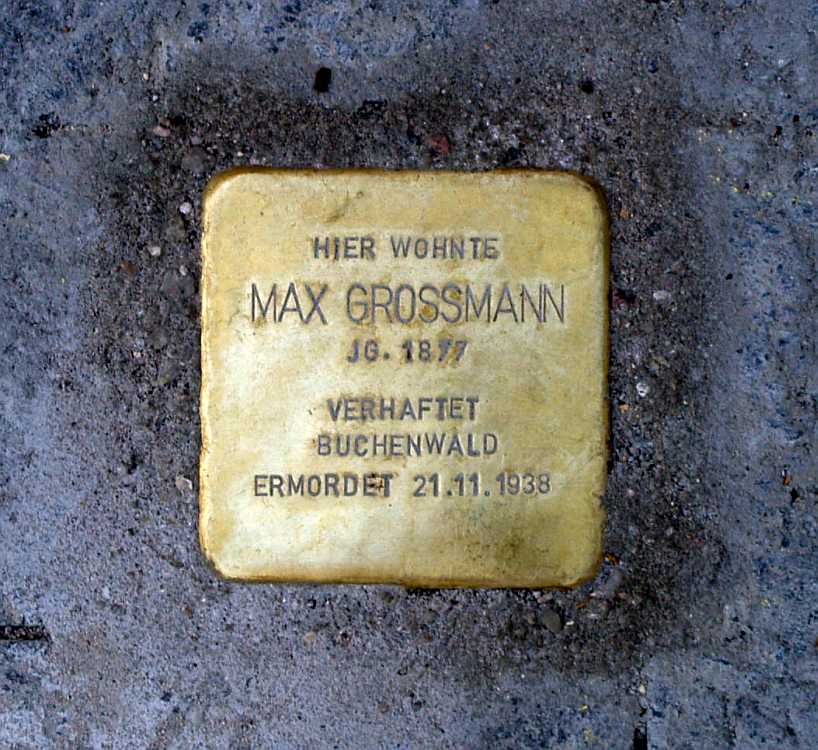 HIER WOHNTE
MAX GROSSMANN
JG. 1877
VERHAFTET
BUCHENWALD
ERMORDET 21.11.1938